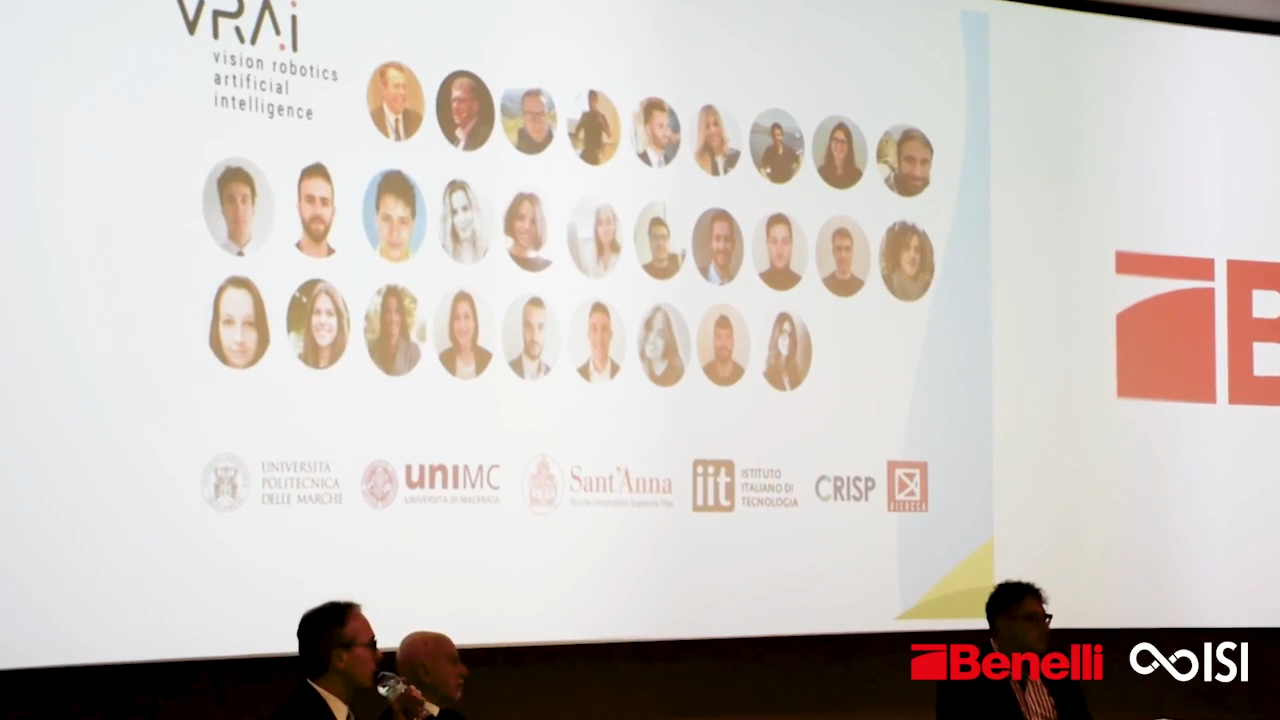 VRAi
vision robotics
artificial
intelligence
B
UNIVERSITÀ
POLITECNICA
DELLE MARCHE
uniMC
UNIVERSITÀ DI MACERATA
Sant'Anna
iit
ISTITUTO
ITALIANO DI
TECNOLOGIA
CRISP
BICOCCA
Benelli
ISI